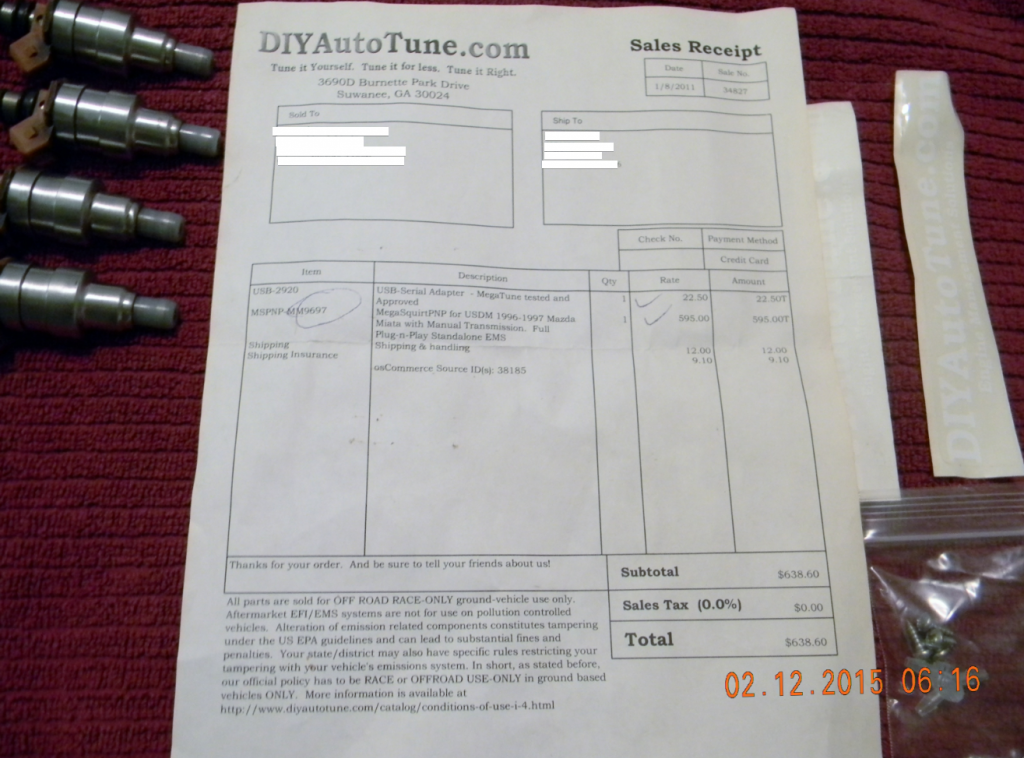 DIYAutoTune.com
Tune it Yourself. Tune it for less. Tune it Right.
3690D Burnette Park Drive
Suwanee, GA 30024
Sales Receipt
Date Sale No.
1/8/2011 34827
Sold To
Ship To
Check No. Payment Method
Credit Card
Item Description Qty Rate Amount
USB-2920 USB-Serial Adapter - MegaTune tested and 1 22.50 22.50T
Approved
MSPNP-MM9697 MegaSquirtPNP for USDM 1996-1997 Mazda 1 595.00 595.00T
Miata with Manual Transmission. Full
Plug-n-Play Standalone EMS
Shipping Shipping & handling 12.00 12.00
Shipping Insurance 9.10 9.10
osCommerce Source ID(s): 38185
Thanks for your order. And be sure to tell your friends about us!
Subtotal $638.60
Sales Tax (0.0%) $0.00
Total $638.60
All parts are sold for OFF ROAD RACE-ONLY ground-vehicle use only.
Aftermarket EFI/EMS systems are not for use on pollution controlled
vehicles. Alteration of emission related components constitutes tampering
under the US EPA guidelines and can lead to substantial fines and
penalties. Your state/district may also have specific rules restricting your
tampering with your vehicle's emissions system. In short, as stated before,
our official policy has to be RACE or OFFROAD USE-ONLY in ground based
vehicles ONLY. More information is available at
http://www.diyautotune.com/catalog/conditions-of-use-i-4.html
DIYAutoTune.com
02.12.2015 06:16